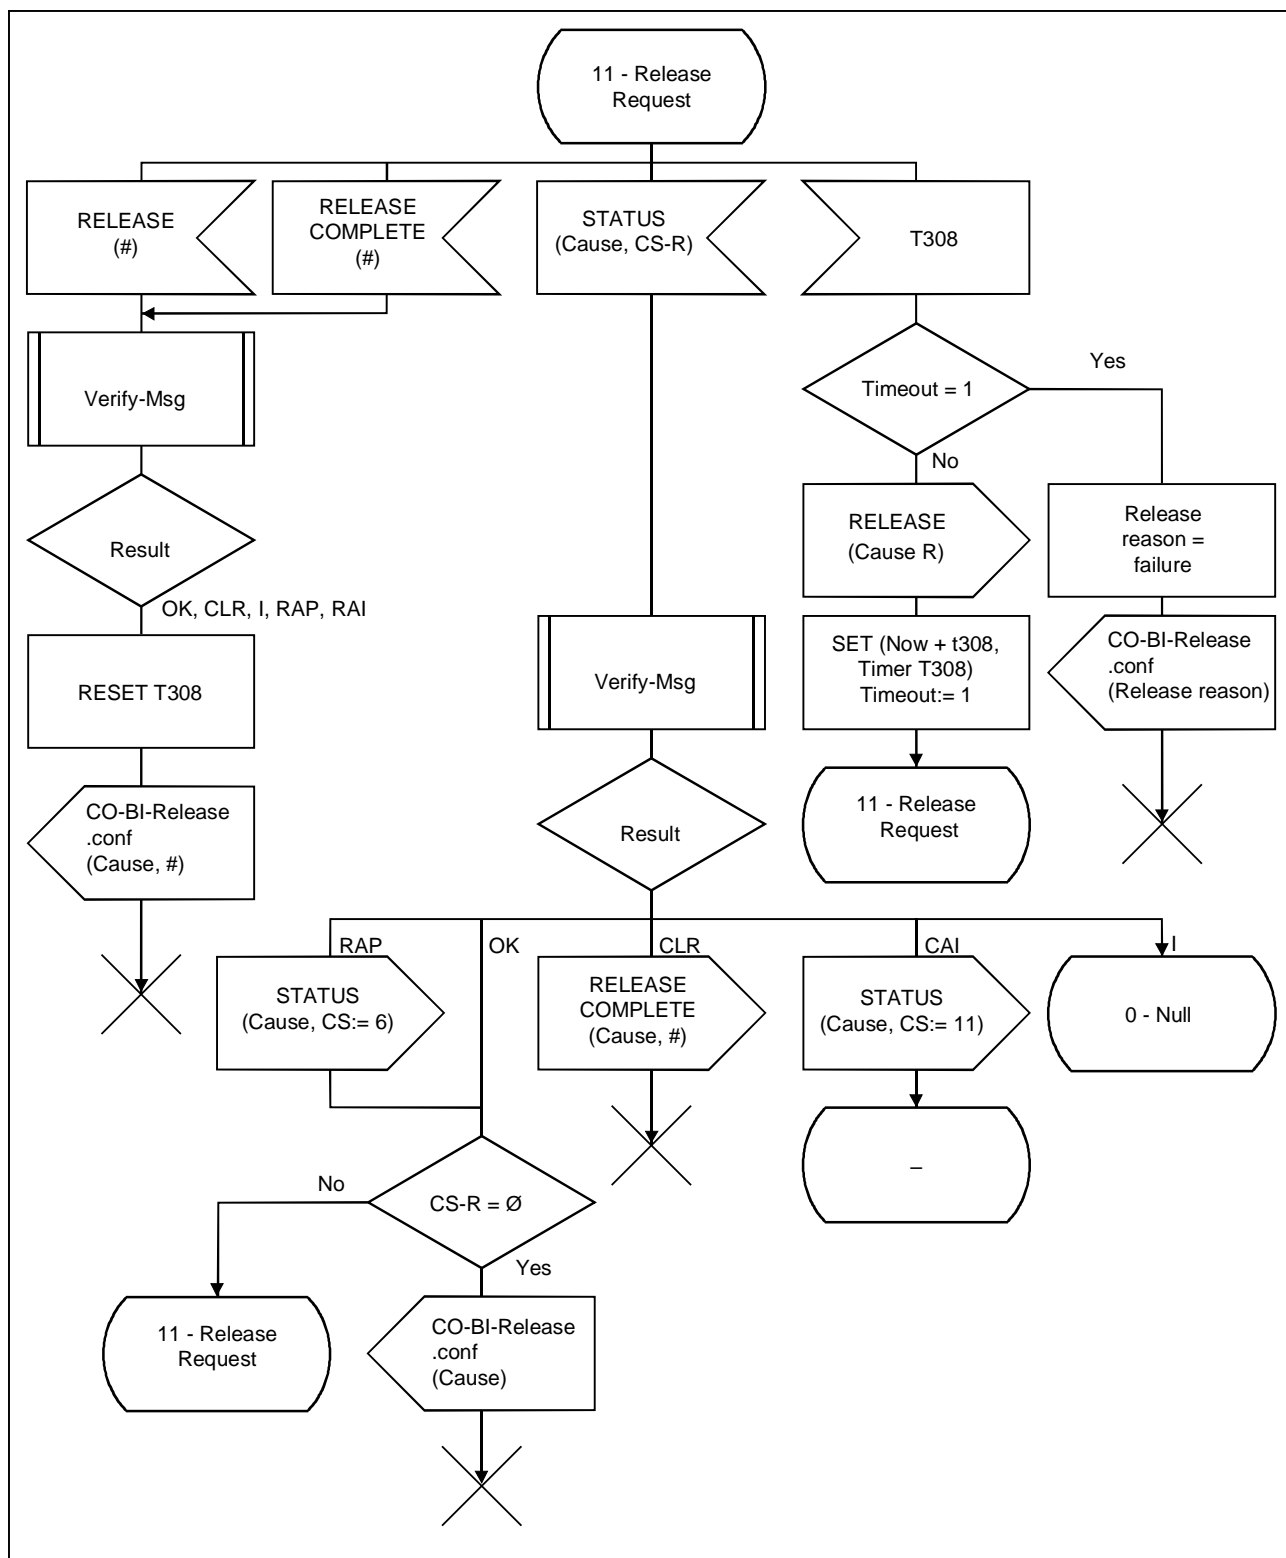 11 - Release
Request
RELEASE
(#)
RELEASE
COMPLETE
(#)
STATUS
(Cause, CS-R)
T308
Verify-Msg
Timeout = 1
Yes
No
Result
OK, CLR, I, RAP, RAI
RELEASE
(Cause R)
Release
reason =
failure
RESET T308
Verify-Msg
SET (Now + t308,
Timer T308)
Timeout:= 1
CO-BI-Release
.conf
(Release reason)
CO-BI-Release
.conf
(Cause, #)
Result
11 - Release
Request
RAP
OK
CLR
CAI
I
STATUS
(Cause, CS:= 6)
RELEASE
COMPLETE
(Cause, #)
STATUS
(Cause, CS:= 11)
0 - Null
–
No
CS-R = Ø
Yes
11 - Release
Request
CO-BI-Release
.conf
(Cause)